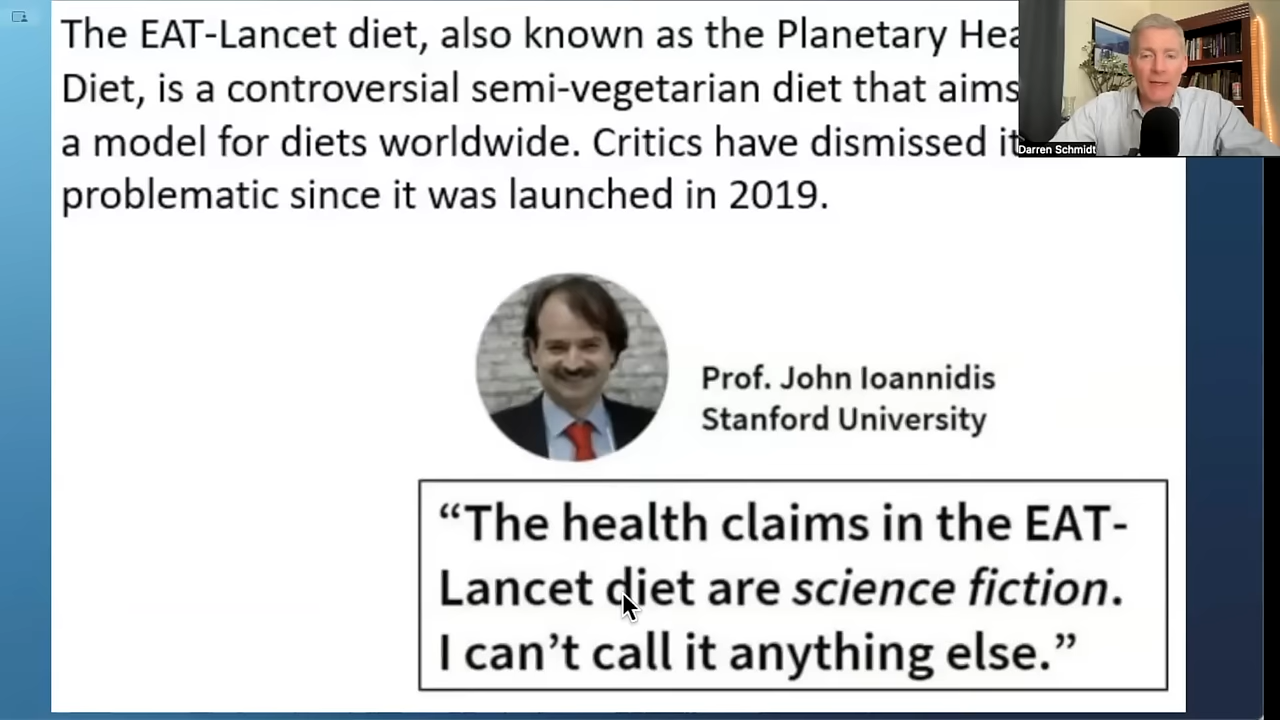 The EAT-Lancet diet, also known as the Planetary Hea
Diet, is a controversial semi-vegetarian diet that aims
a model for diets worldwide. Critics have dismissed it
problematic since it was launched in 2019.
Darren Schmidt
Prof. John Ioannidis
Stanford University
“The health claims in the EAT-
Lancet diet are science fiction.
I can’t call it anything else.”